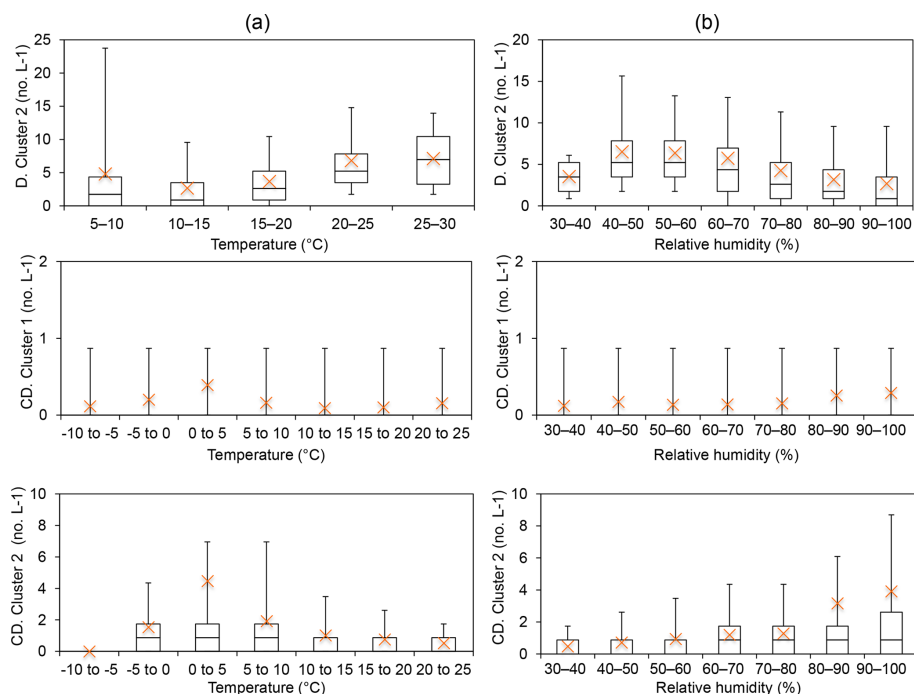 (a)
(b)
D. Cluster 2 (no. L-1)
25
20
15
10
5
0
5–10 10–15 15–20 20–25 25–30
Temperature (°C)
D. Cluster 2 (no. L-1)
20
15
10
5
0
30–40 40–50 50–60 60–70 70–80 80–90 90–100
Relative humidity (%)
CD. Cluster 1 (no. L-1)
2
1
0
-10 to -5 -5 to 0 0 to 5 5 to 10 10 to 15 15 to 20 20 to 25
Temperature (°C)
CD. Cluster 1 (no. L-1)
2
1
0
30–40 40–50 50–60 60–70 70–80 80–90 90–100
Relative humidity (%)
CD. Cluster 2 (no. L-1)
10
8
6
4
2
0
-10 to -5 -5 to 0 0 to 5 5 to 10 10 to 15 15 to 20 20 to 25
Temperature (°C)
CD. Cluster 2 (no. L-1)
10
8
6
4
2
0
30–40 40–50 50–60 60–70 70–80 80–90 90–100
Relative humidity (%)